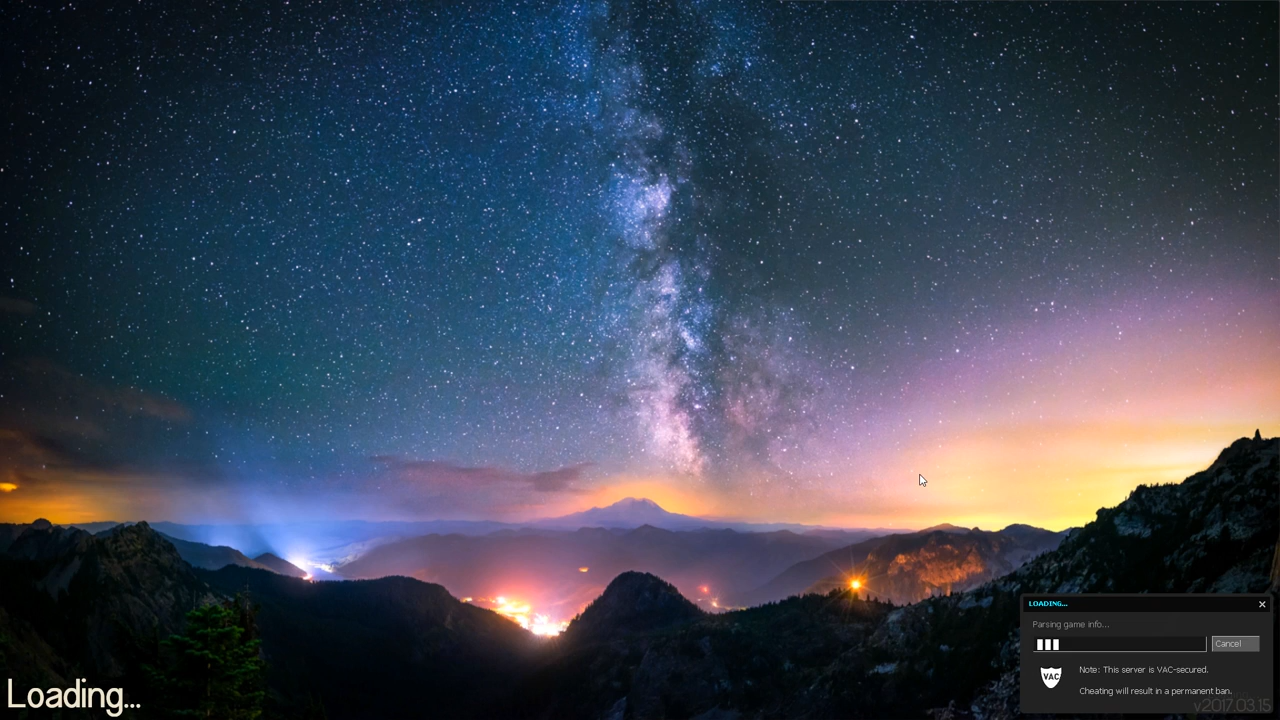 LOADING...
Parsing game info...
Cancel
VAC
Note: This server is VAC-secured.
Cheating will result in a permanent ban.
Loading...
v2017.03.15